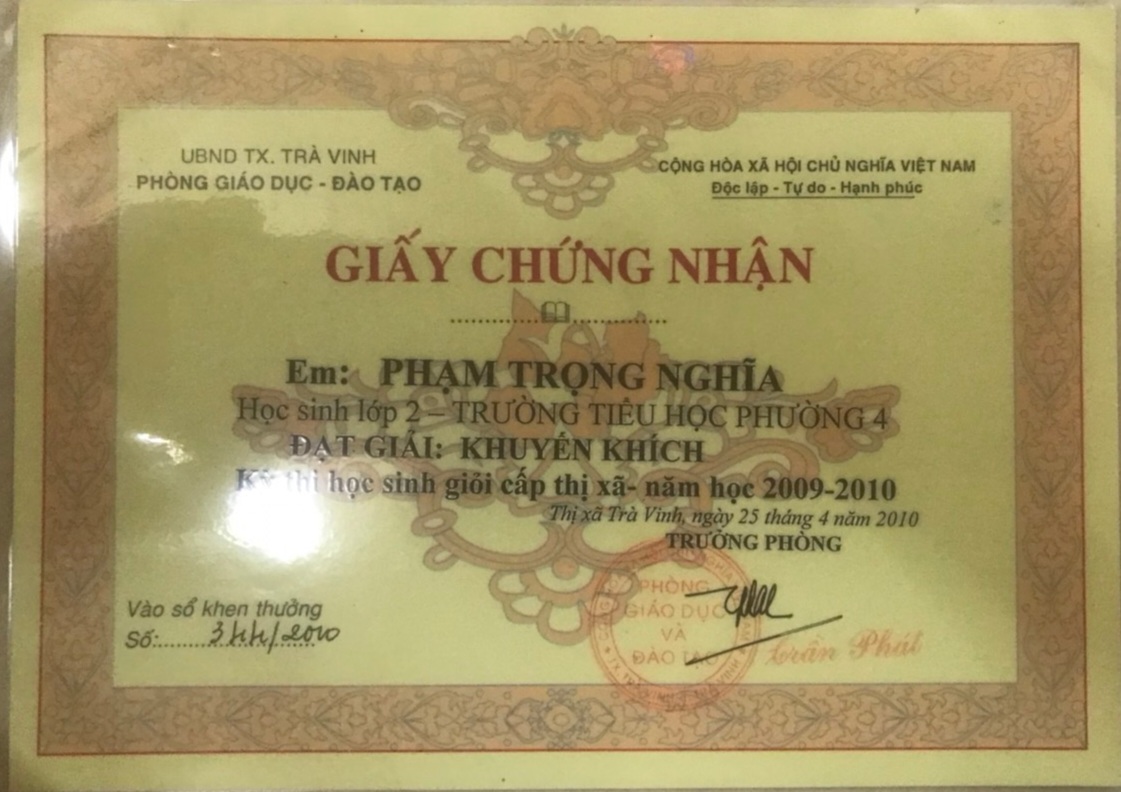 UBND TX. TRÀ VINH
PHÒNG GIÁO DỤC - ĐÀO TẠO
CỘNG HÒA XÃ HỘI CHỦ NGHĨA VIỆT NAM
Độc lập - Tự do - Hạnh phúc
GIẤY CHỨNG NHẬN
Em: PHẠM TRỌNG NGHĨA
Học sinh lớp 2 – TRƯỜNG TIỂU HỌC PHƯỜNG 4
ĐẠT GIẢI: KHUYẾN KHÍCH
Kỳ thi học sinh giỏi cấp thị xã- năm học 2009-2010
Thị xã Trà Vinh, ngày 25 tháng 4 năm 2010
TRƯỞNG PHÒNG
Vào sổ khen thưởng
Số: 344/2010
PHÒNG
GIÁO DỤC
VÀ
ĐÀO TẠO
Trần Phát